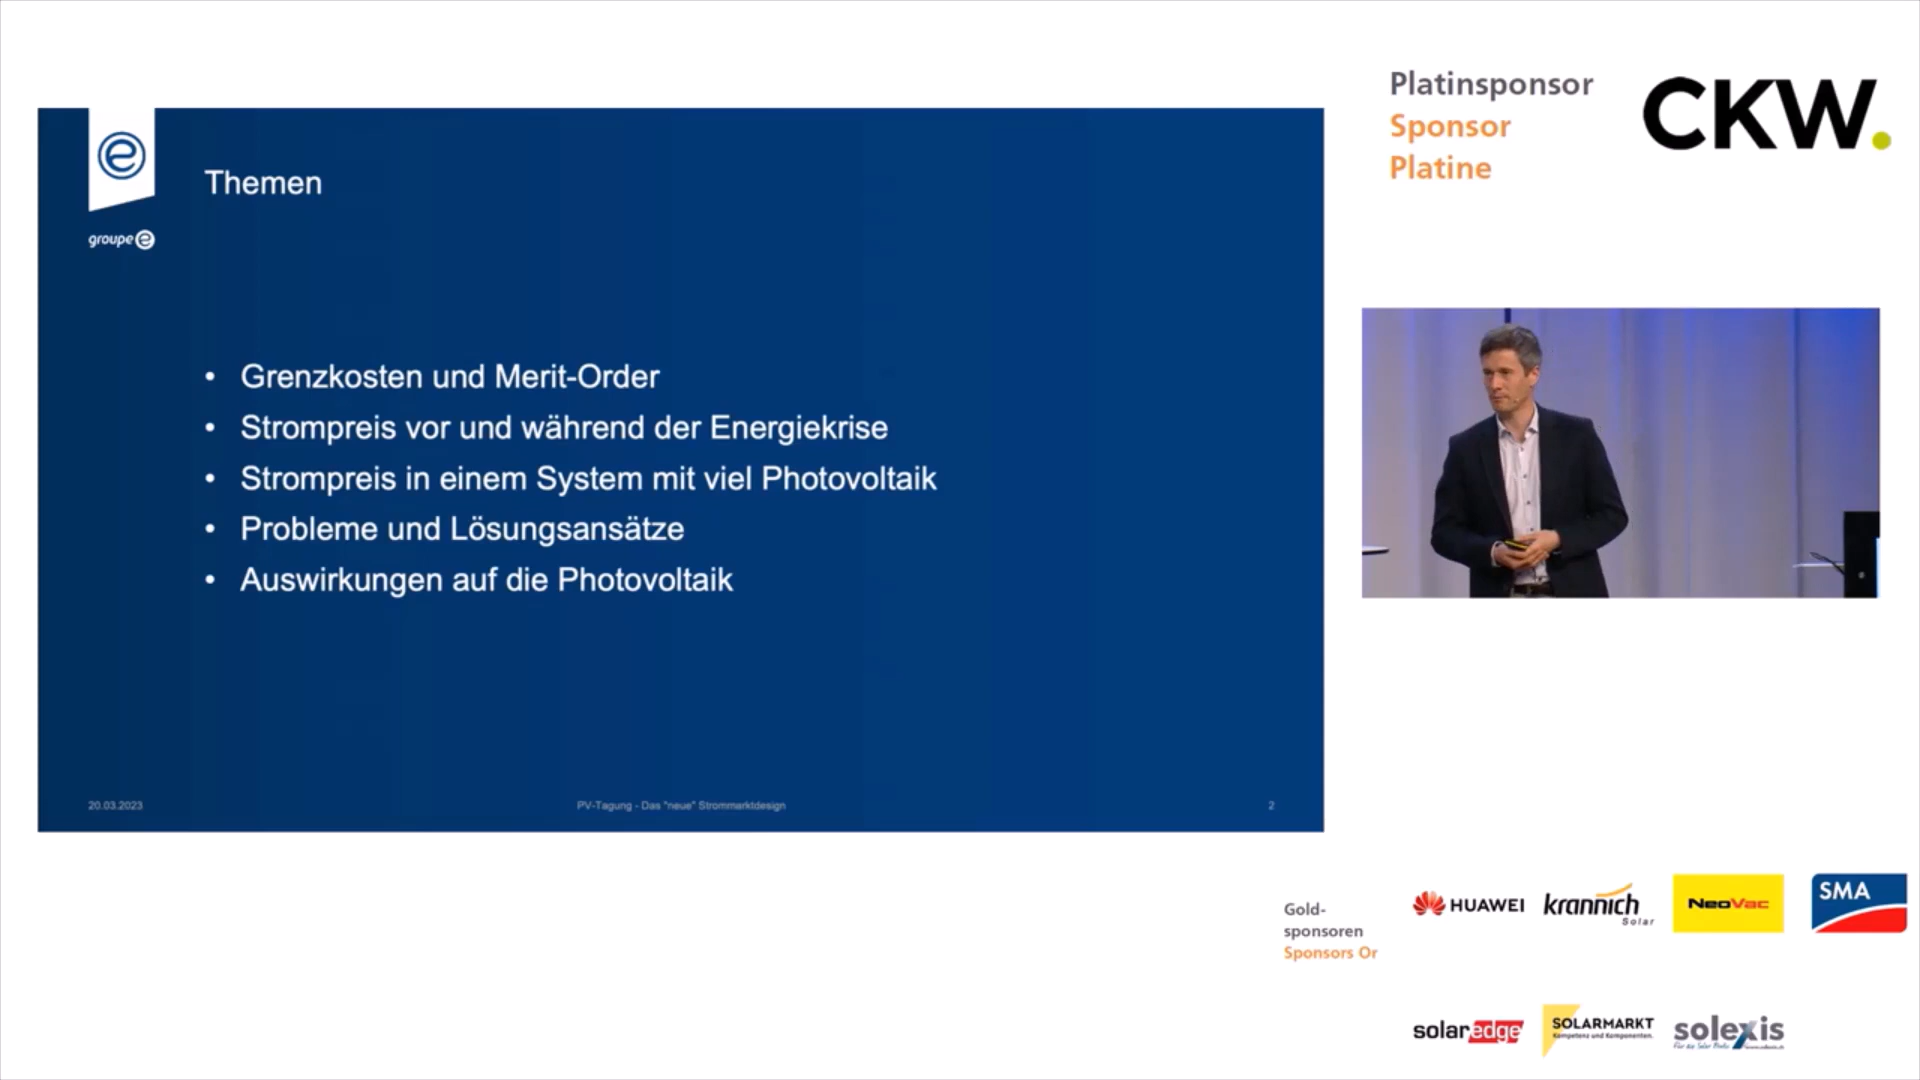 Platinsponsor
Sponsor
Platine
CKW.
Themen
groupe e
• Grenzkosten und Merit-Order
• Strompreis vor und während der Energiekrise
• Strompreis in einem System mit viel Photovoltaik
• Probleme und Lösungsansätze
• Auswirkungen auf die Photovoltaik
20.03.2023
PV-Tagung - Das "neue" Strommarktdesign
2
Gold-
sponsoren
Sponsors Or
HUAWEI
krannich
Solar
NeoVac
SMA
solaredge
SOLARMARKT
Kompetenz und Komponenten.
solexis